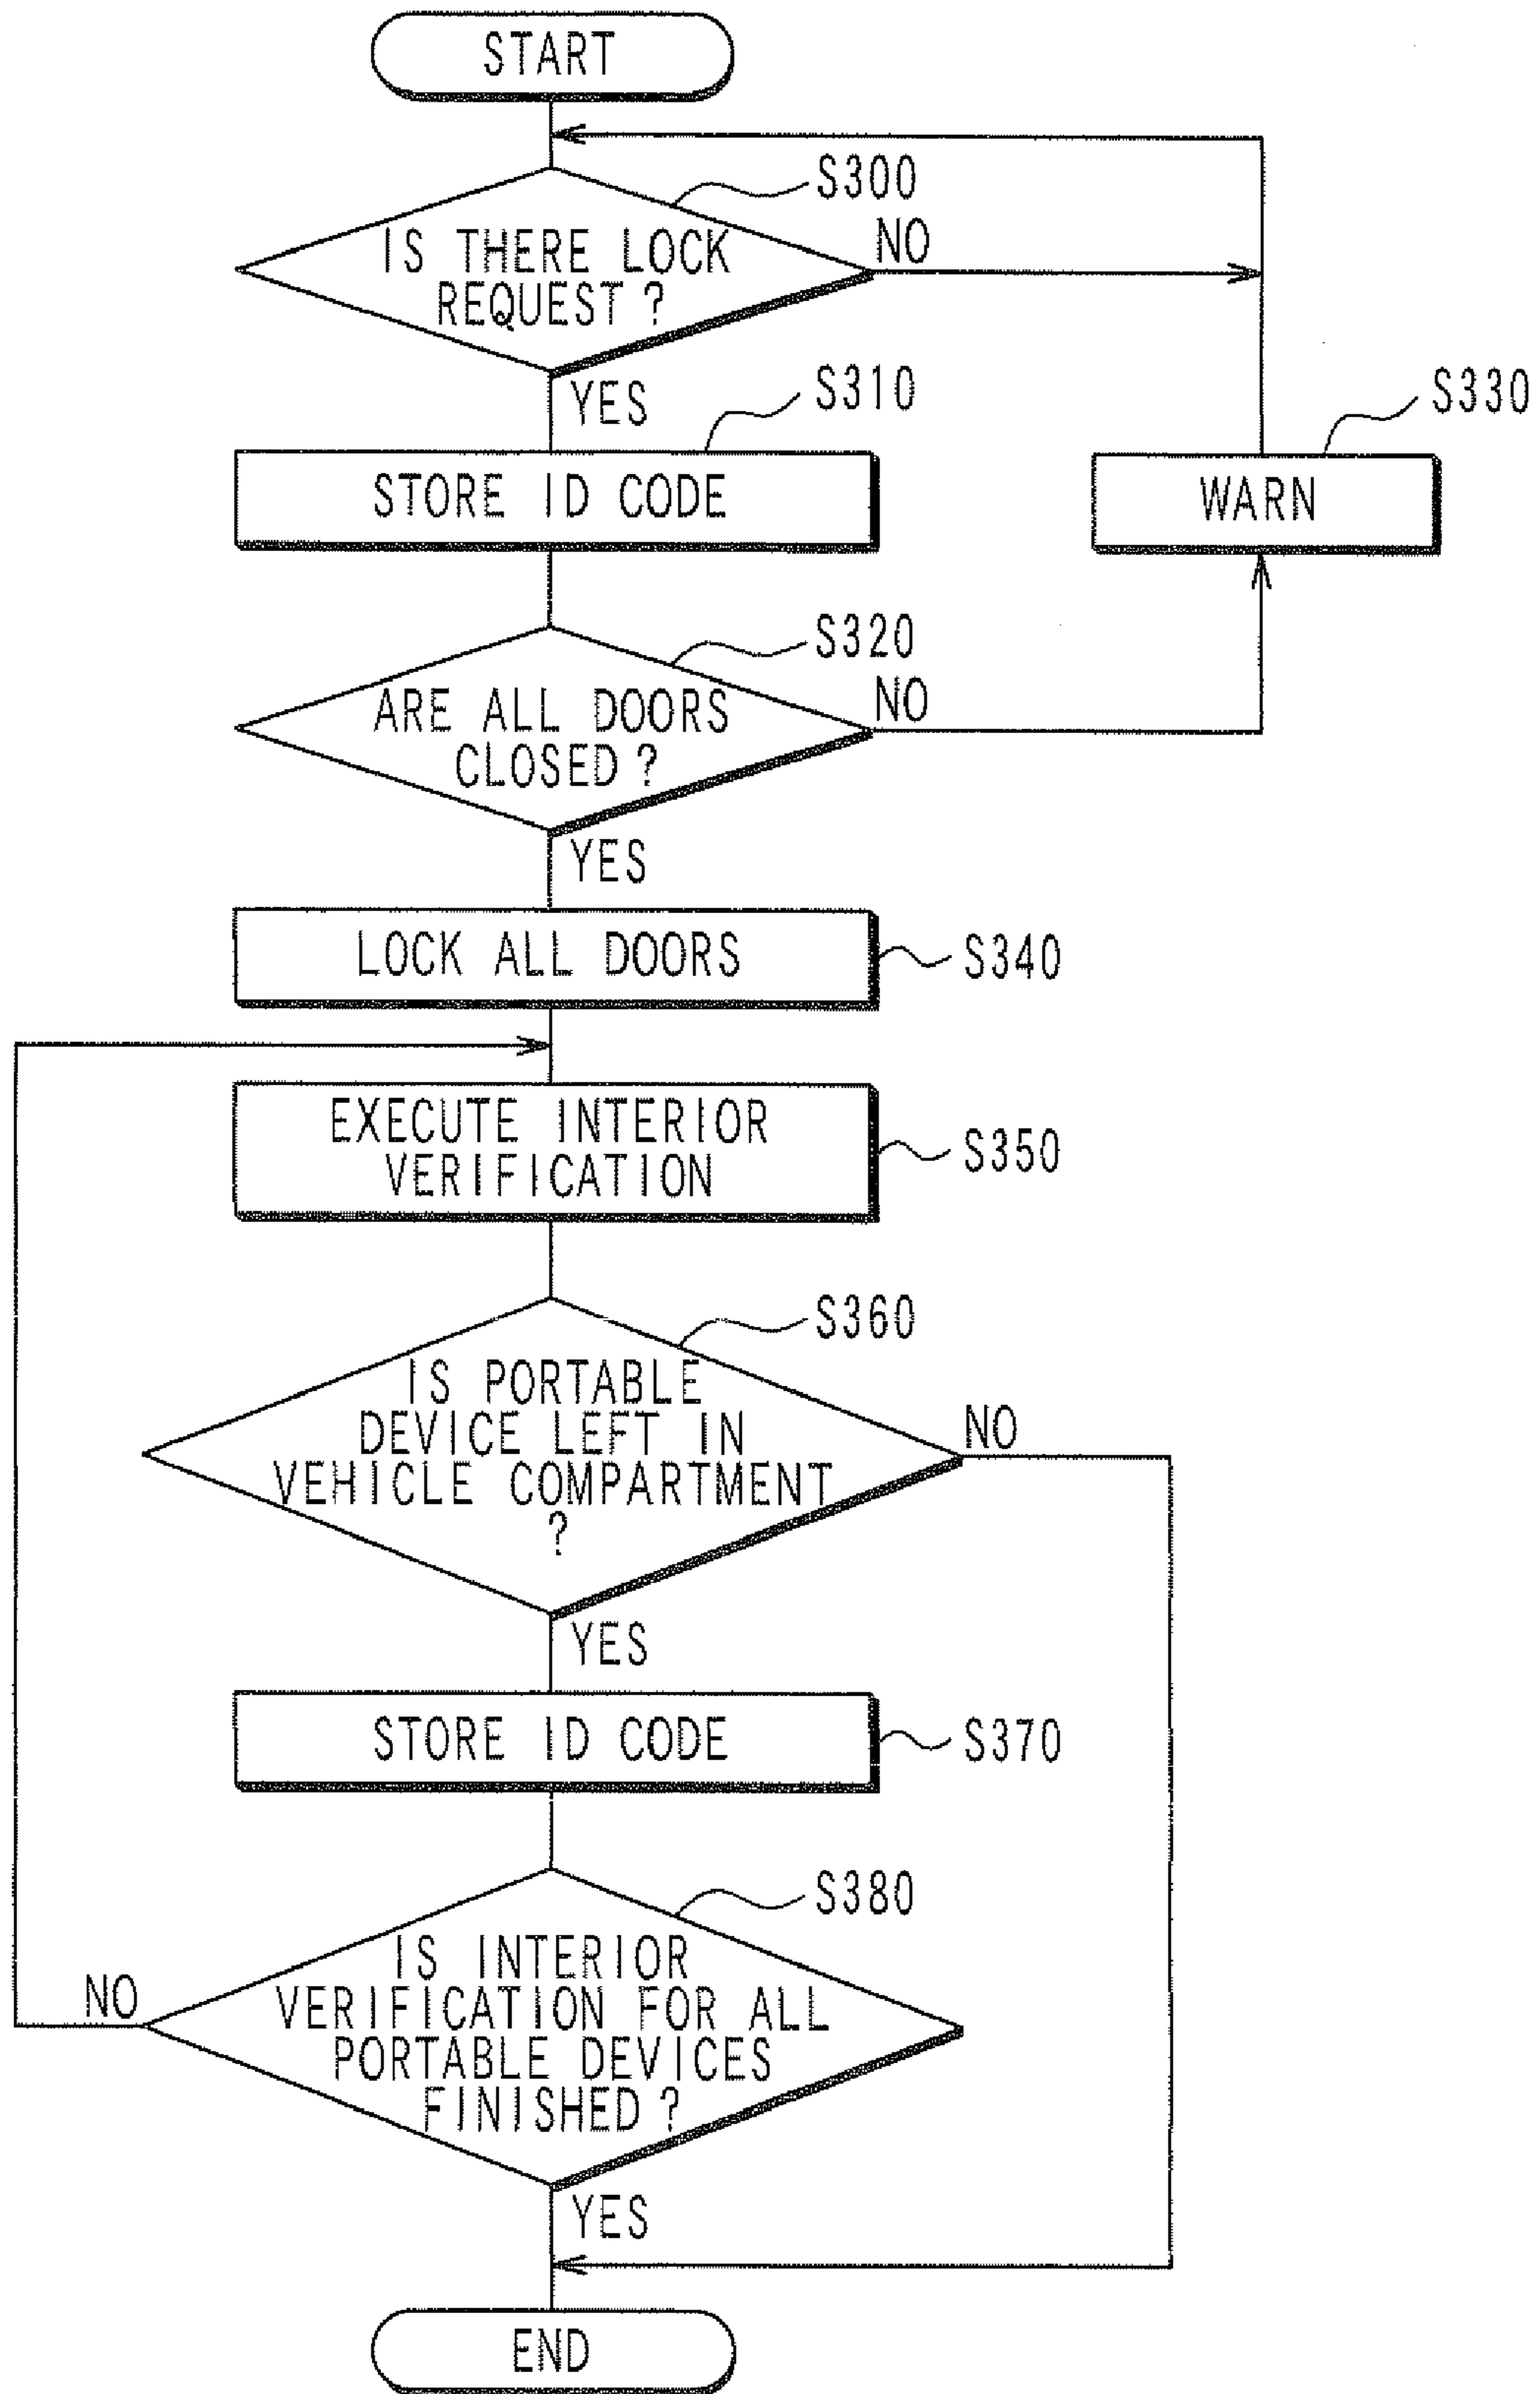 START
S300
IS THERE LOCK
REQUEST?
NO
YES
S310
STORE ID CODE
S330
WARN
S320
ARE ALL DOORS
CLOSED?
NO
YES
LOCK ALL DOORS
S340
EXECUTE INTERIOR
VERIFICATION
S350
S360
IS PORTABLE
DEVICE LEFT IN
VEHICLE COMPARTMENT
?
NO
YES
STORE ID CODE
S370
S380
IS INTERIOR
VERIFICATION FOR ALL
PORTABLE DEVICES
FINISHED?
NO
YES
END